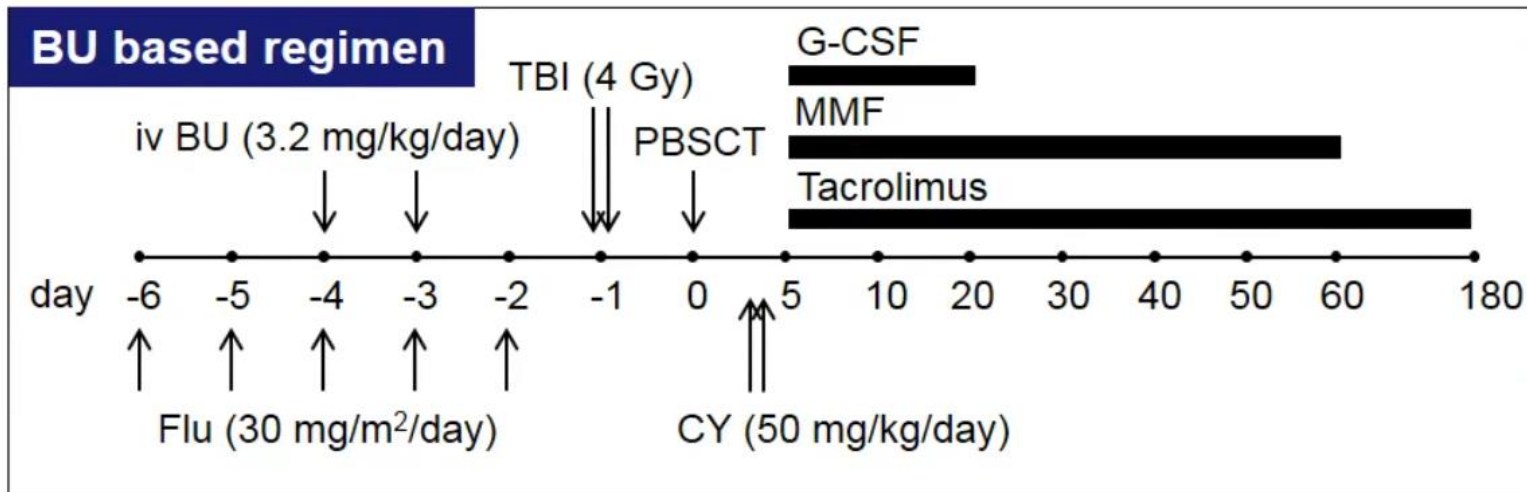 BU based regimen
G-CSF
TBI (4 Gy)
MMF
iv BU (3.2 mg/kg/day)
PBSCT
Tacrolimus
day -6 -5 -4 -3 -2 -1 0 5 10 20 30 40 50 60 180
Flu (30 mg/m²/day)
CY (50 mg/kg/day)